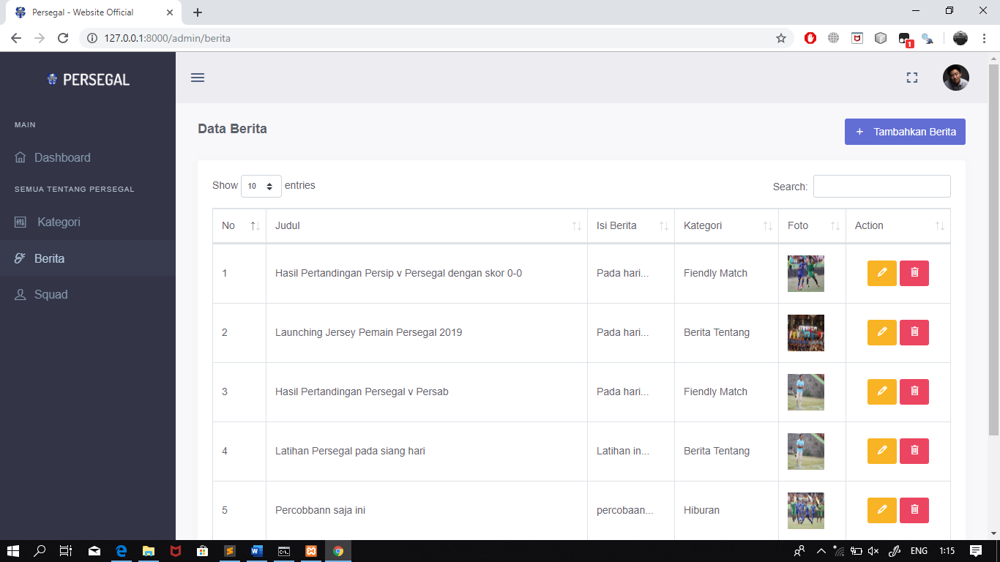 Persegal - Website Official
127.0.0.1:8000/admin/berita
1
PERSEGAL
MAIN
Dashboard
SEMUA TENTANG PERSEGAL
Kategori
Berita
Squad
Data Berita
+ Tambahkan Berita
Show 10 entries
Search:
No Judul Isi Berita Kategori Foto Action
1 Hasil Pertandingan Persip v Persegal dengan skor 0-0 Pada hari... Fiendly Match
2 Launching Jersey Pemain Persegal 2019 Pada hari... Berita Tentang
3 Hasil Pertandingan Persegal v Persab Pada hari... Fiendly Match
4 Latihan Persegal pada siang hari Latihan in... Berita Tentang
5 Percobbann saja ini percobaan... Hiburan
ENG 1:15